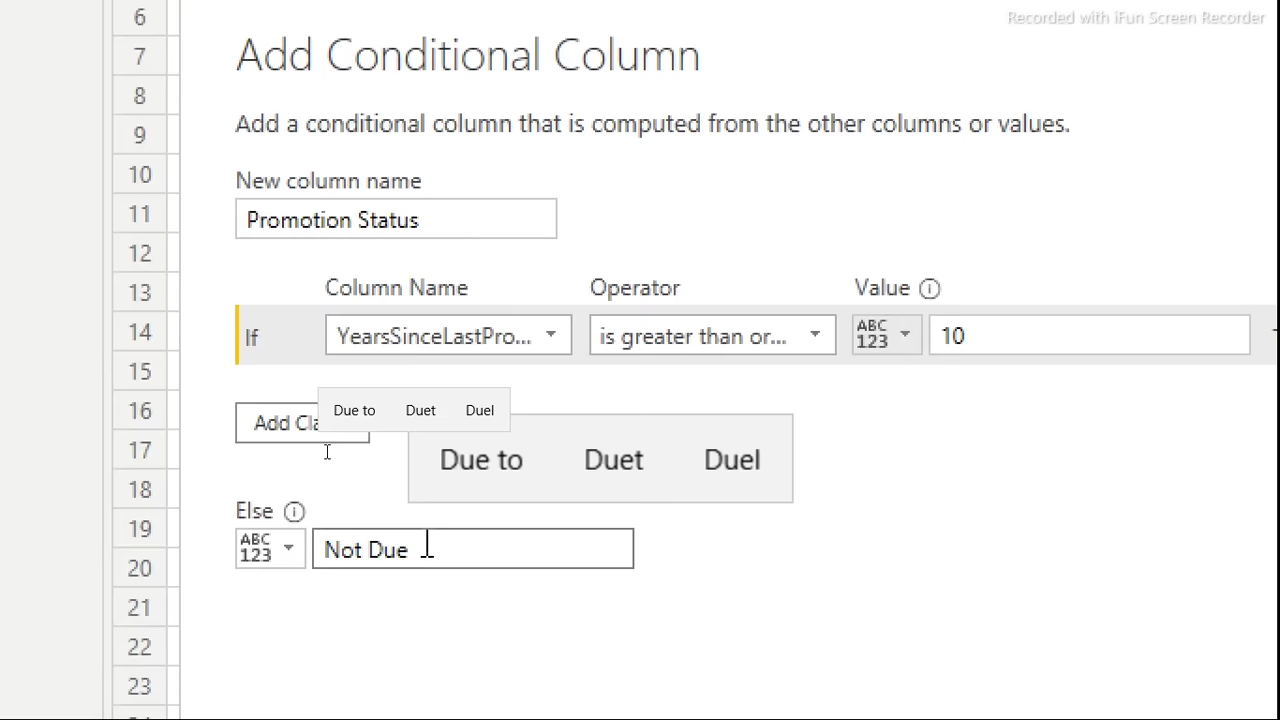 Recorded with iFun Screen Recorder
6
7
8
9
10
11
12
13
14
15
16
17
18
19
20
21
22
23
Add Conditional Column
Add a conditional column that is computed from the other columns or values.
New column name
Promotion Status
Column Name Operator Value
If YearsSinceLastPro... is greater than or... ABC 123 10
Due to Duet Duel
Add Cla
Due to Duet Duel
Else
ABC 123 Not Due